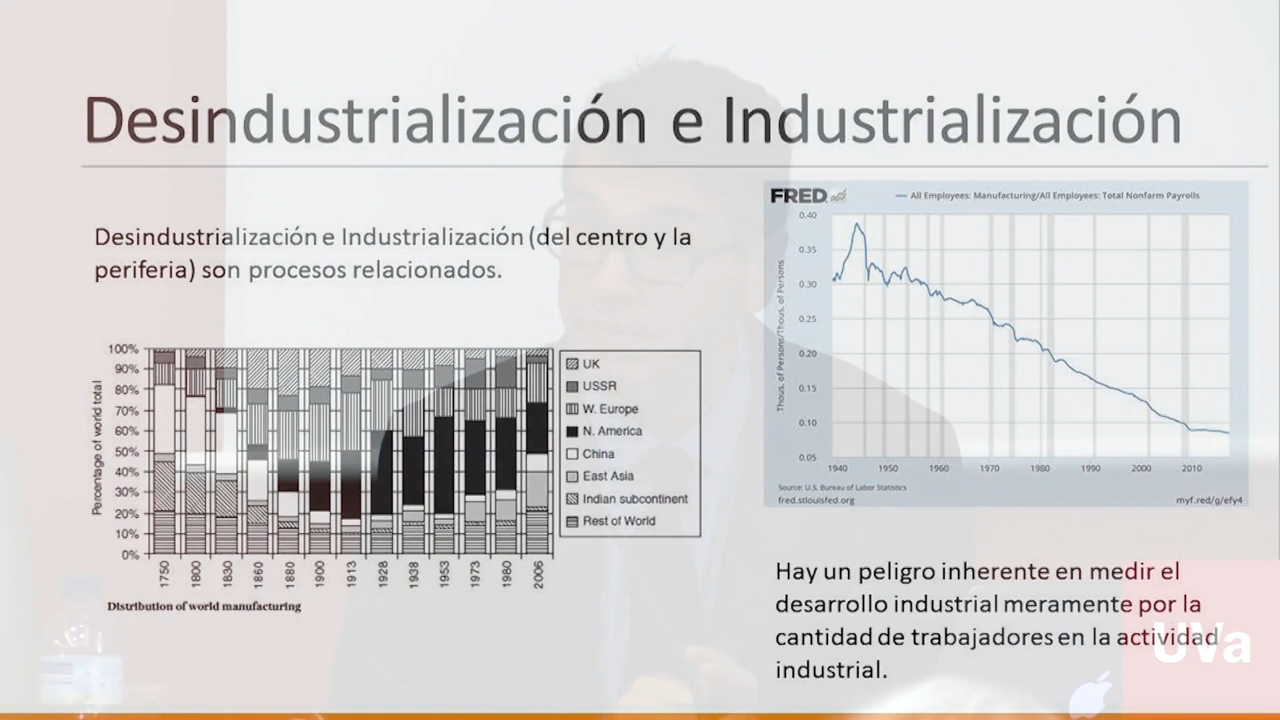 Desindustrialización e Industrialización
Desindustrialización e Industrialización (del centro y la
periferia) son procesos relacionados.
100%
90%
80%
70%
60%
50%
40%
30%
20%
10%
0%
Percentage of world total
1750
1800
1830
1860
1880
1900
1913
1928
1938
1953
1973
1980
2006
UK
USSR
W. Europe
N. America
China
East Asia
Indian subcontinent
Rest of World
Distribution of world manufacturing
FRED
All Employees: Manufacturing/All Employees: Total Nonfarm Payrolls
0.40
0.35
0.30
0.25
0.20
0.15
0.10
0.05
Thous. of Persons/Thous. of Persons
1940
1950
1960
1970
1980
1990
2000
2010
Source: U.S. Bureau of Labor Statistics
fred.stlouisfed.org
myf.red/g/efy4
Hay un peligro inherente en medir el
desarrollo industrial meramente por la
cantidad de trabajadores en la actividad
industrial.
UVa